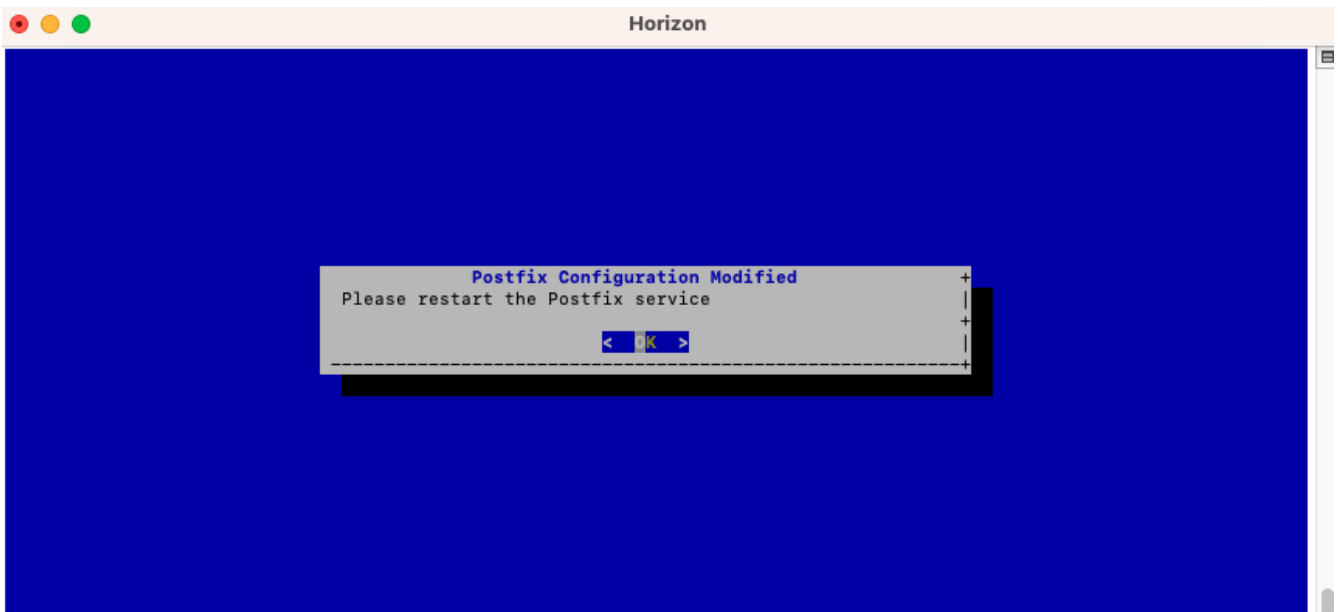 Horizon
Postfix Configuration Modified
Please restart the Postfix service
< OK >